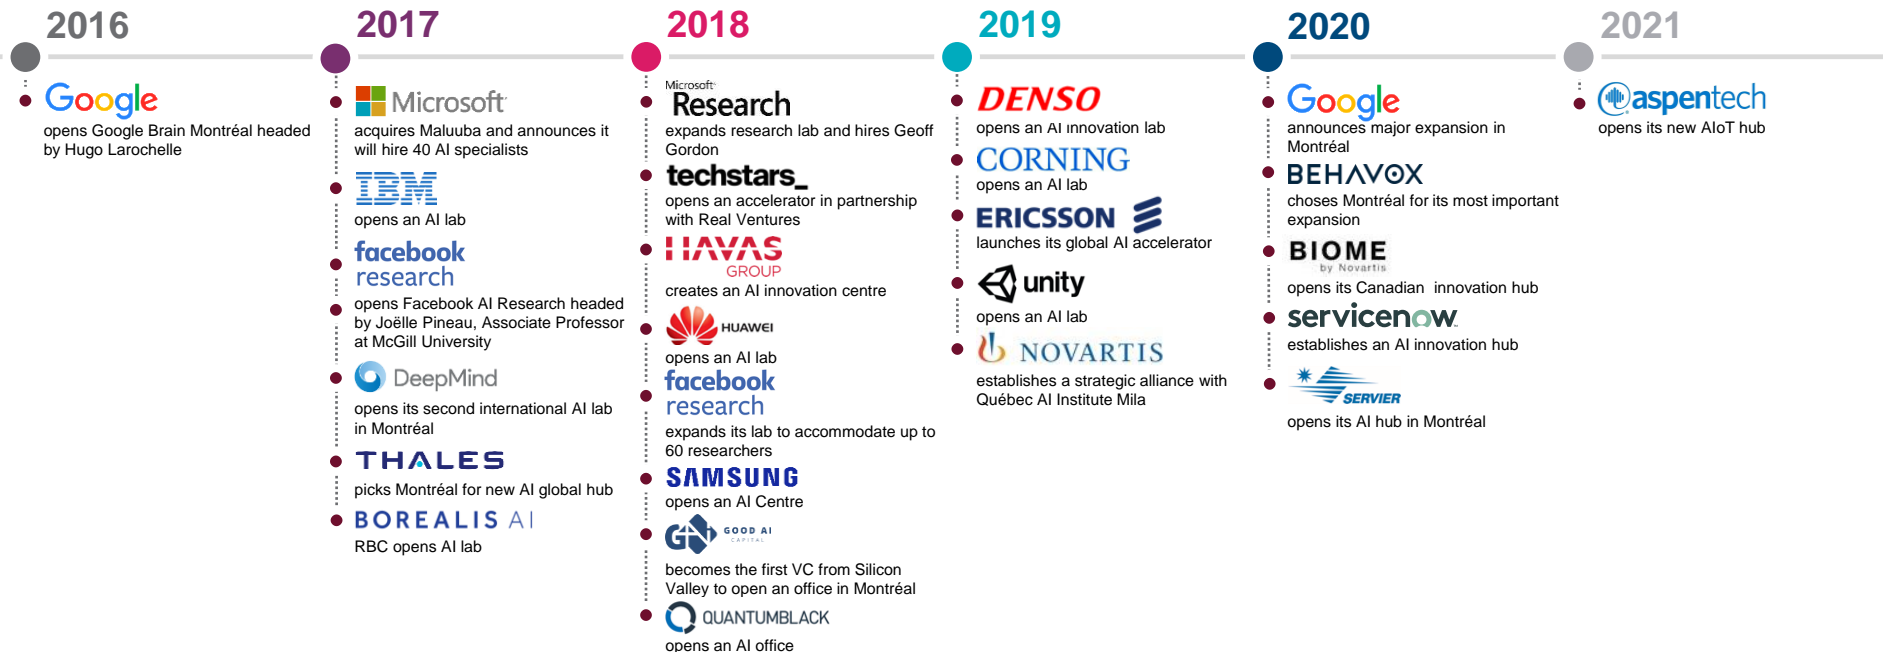 2016
Google
opens Google Brain Montréal headed
by Hugo Larochelle
2017
Microsoft
acquires Maluuba and announces it
will hire 40 AI specialists
IBM
opens an AI lab
facebook
research
opens Facebook AI Research headed
by Joëlle Pineau, Associate Professor
at McGill University
DeepMind
opens its second international AI lab
in Montréal
THALES
picks Montréal for new AI global hub
BOREALIS AI
RBC opens AI lab
2018
Microsoft
Research
expands research lab and hires Geoff
Gordon
techstars_
opens an accelerator in partnership
with Real Ventures
HAVAS
GROUP
creates an AI innovation centre
HUAWEI
opens an AI lab
facebook
research
expands its lab to accommodate up to
60 researchers
SAMSUNG
opens an AI Centre
GAI GOOD AI
CAPITAL
becomes the first VC from Silicon
Valley to open an office in Montréal
QUANTUMBLACK
opens an AI office
2019
DENSO
opens an AI innovation lab
CORNING
opens an AI lab
ERICSSON
launches its global AI accelerator
unity
opens an AI lab
NOVARTIS
establishes a strategic alliance with
Québec AI Institute Mila
2020
Google
announces major expansion in
Montréal
BEHAVOX
choses Montréal for its most important
expansion
BIOME
by Novartis
opens its Canadian innovation hub
servicenow
establishes an AI innovation hub
SERVIER
opens its AI hub in Montréal
2021
aspentech
opens its new AIoT hub